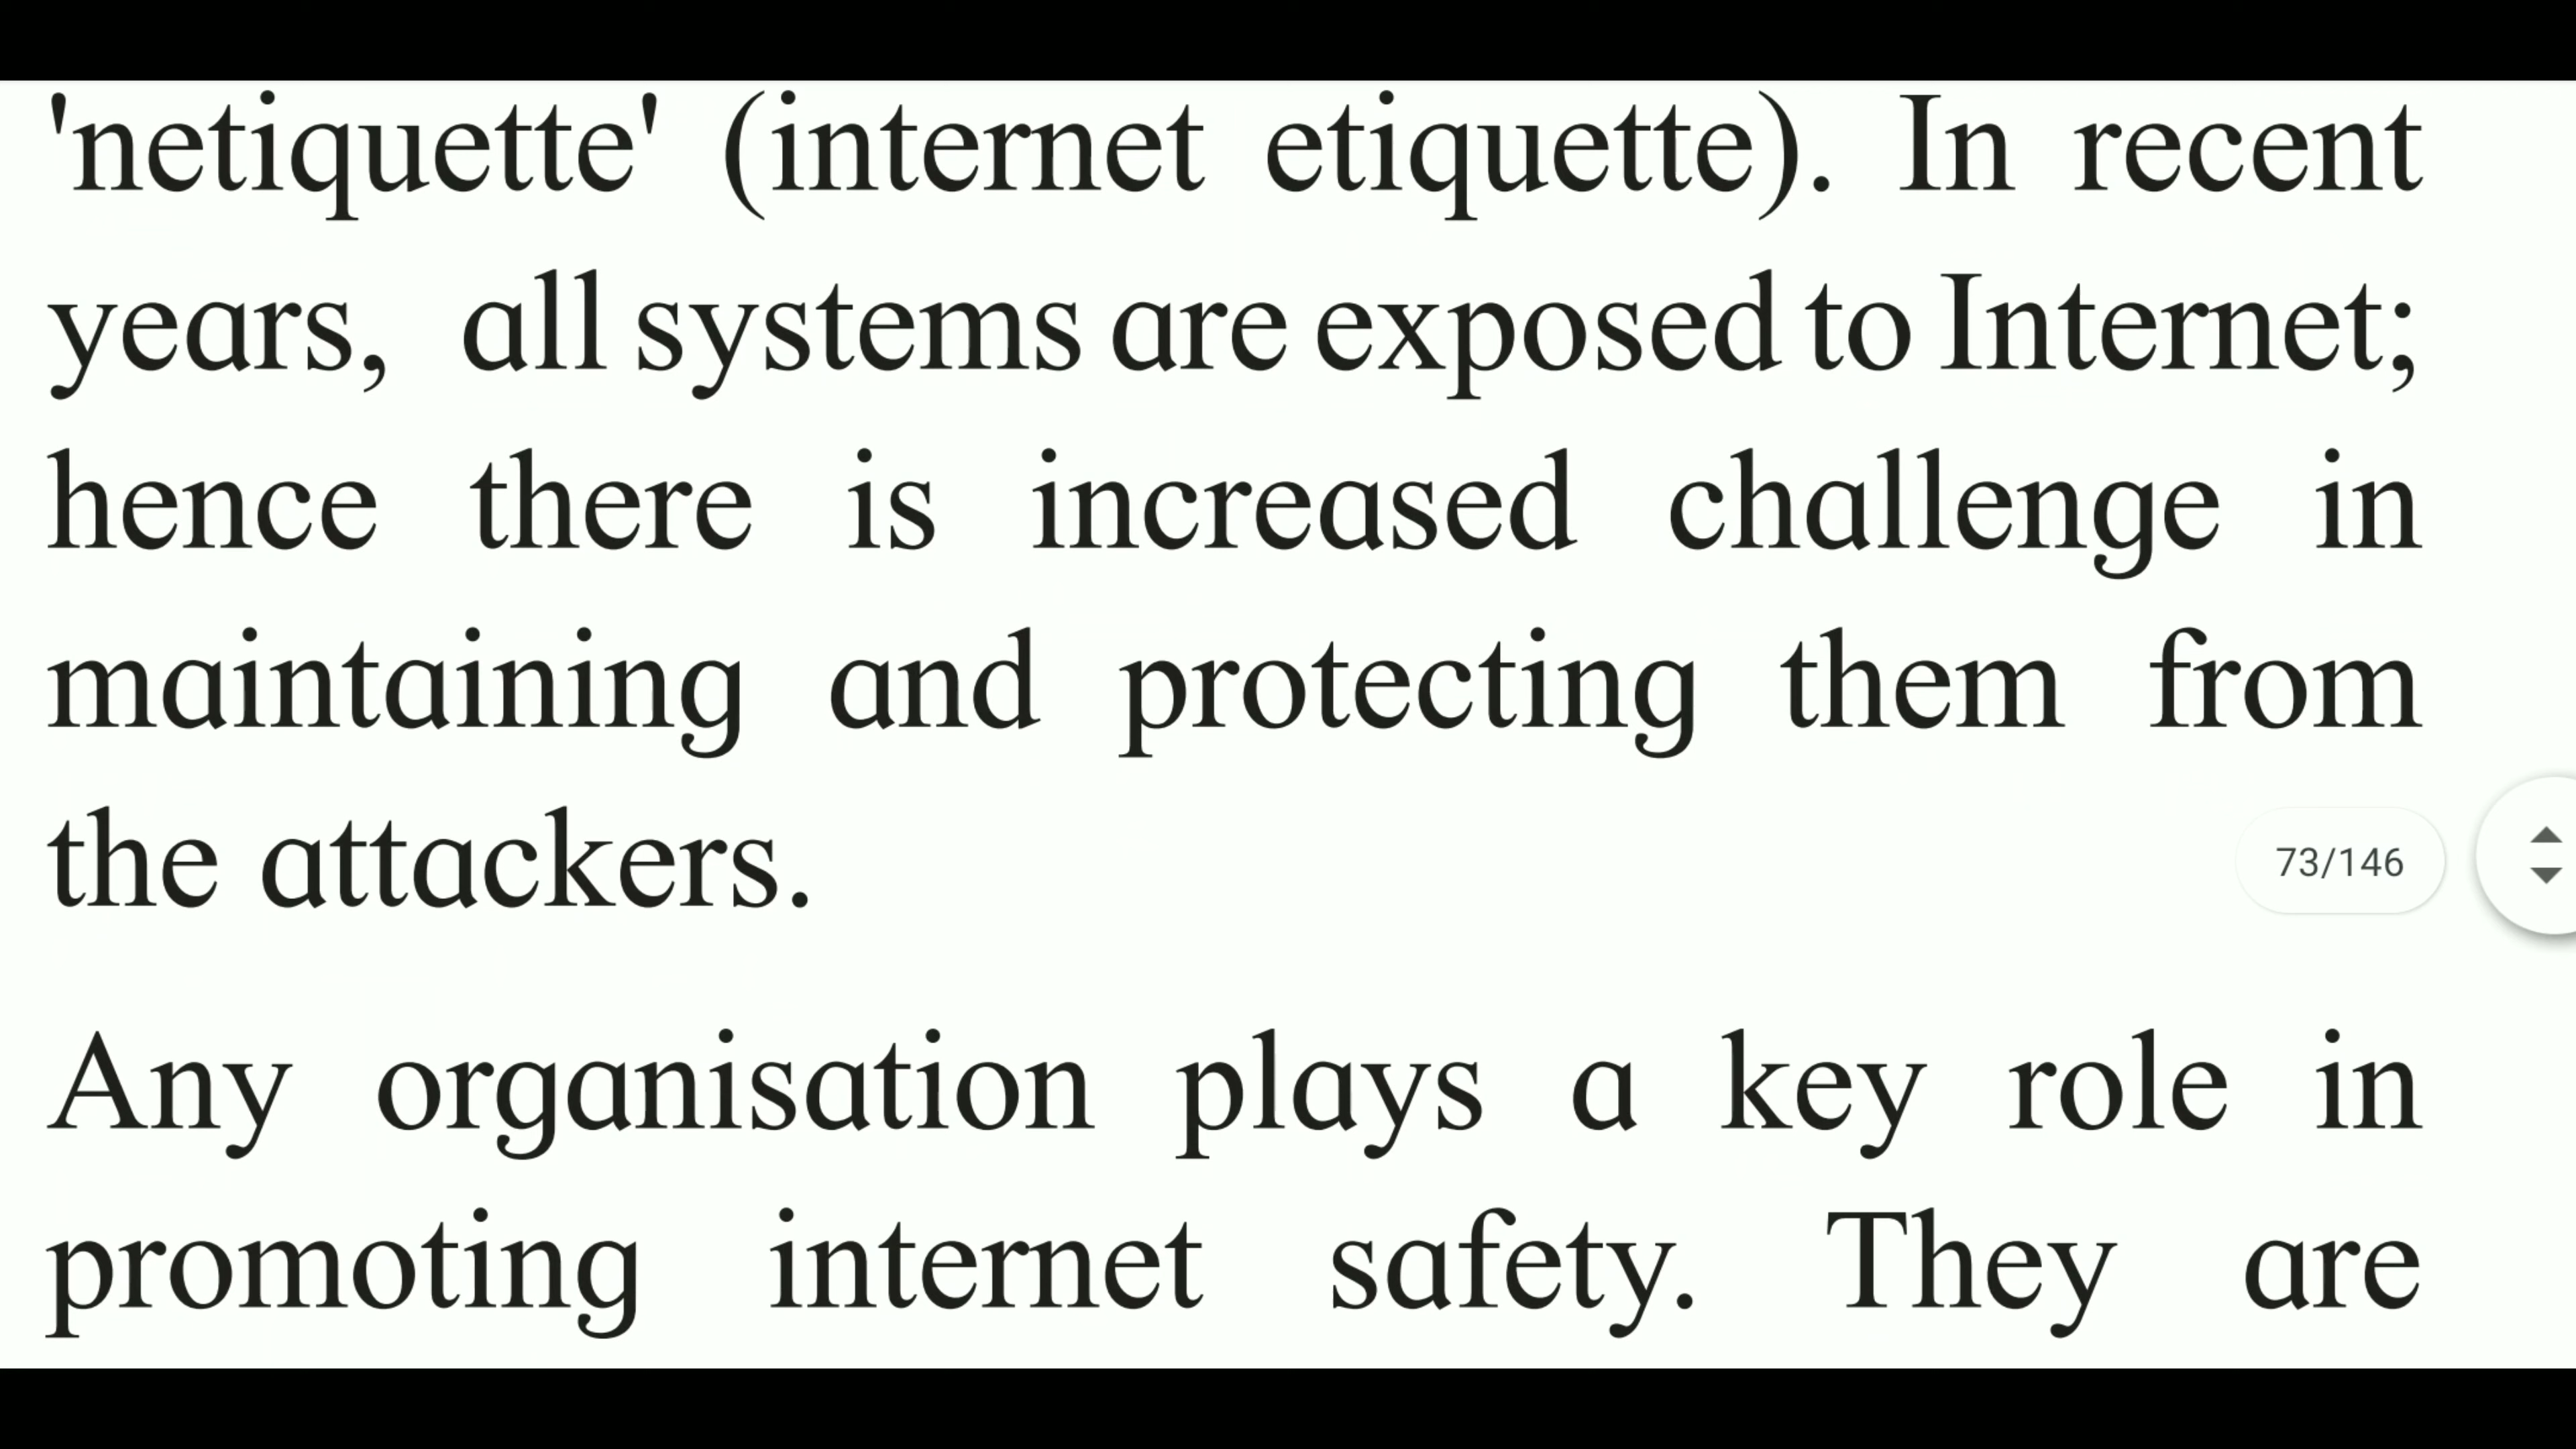 'netiquette' (internet etiquette). In recent
years, all systems are exposed to Internet;
hence there is increased challenge in
maintaining and protecting them from
the attackers.
73/146
Any organisation plays a key role in
promoting internet safety. They are